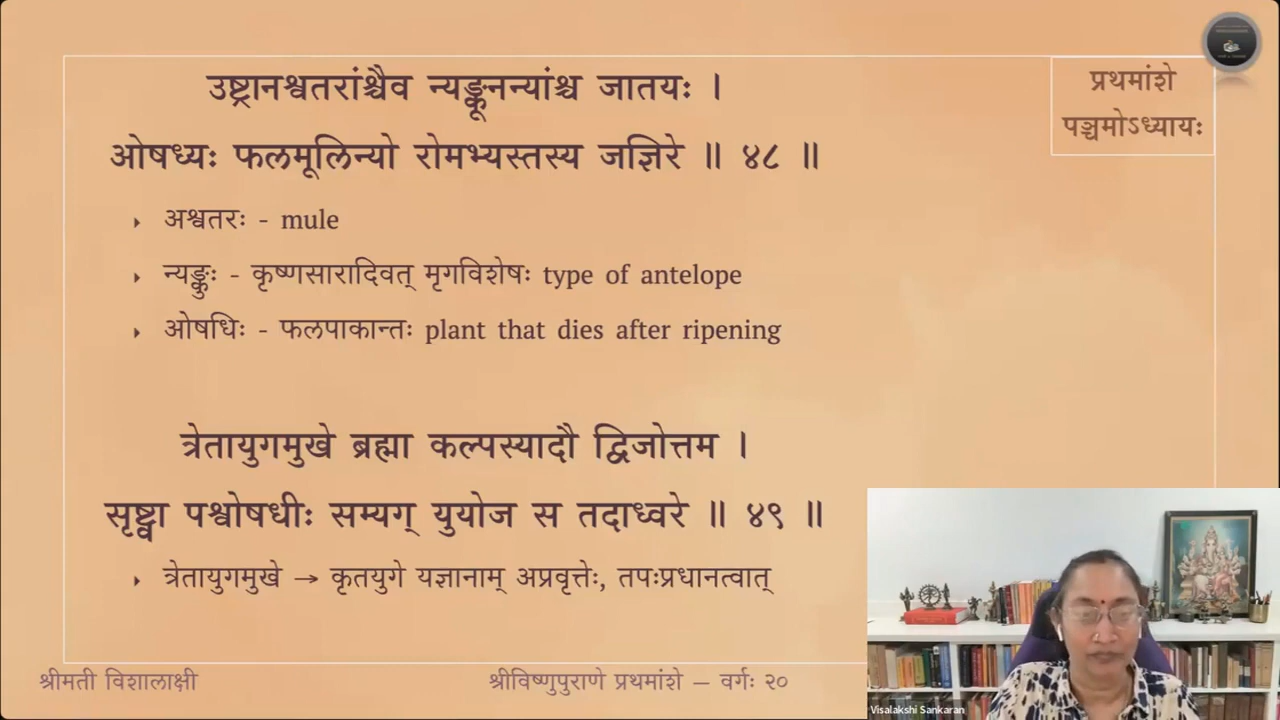 उष्ट्रानश्वतरांश्चैव न्यङ्कूनन्यांश्च जातयः ।
ओषध्यः फलमूलिन्यो रोमभ्यस्तस्य जज्ञिरे ॥ ४८ ॥
अश्वतरः - mule
न्यङ्कुः - कृष्णसारादिवत् मृगविशेषः type of antelope
ओषधिः - फलपाकान्तः plant that dies after ripening
त्रेतायुगमुखे ब्रह्मा कल्पस्यादौ द्विजोत्तम ।
सृष्ट्वा पश्वोषधीः सम्यग् युयोज स तदाध्वरे ॥ ४९ ॥
त्रेतायुगमुखे → कृतयुगे यज्ञानाम् अप्रवृत्तेः, तपःप्रधानत्वात्
प्रथमांशे
पञ्चमोऽध्यायः
श्रीमती विशालाक्षी
श्रीविष्णुपुराणे प्रथमांशे – वर्गः २०
Visalakshi Sankaran